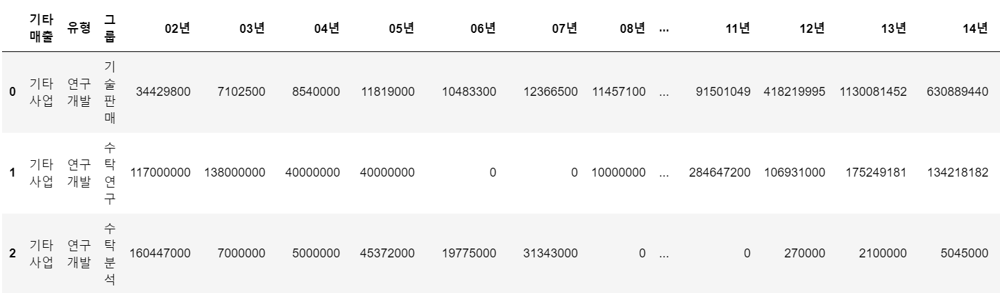 기타 매출 유형 그룹 02년 03년 04년 05년 06년 07년 08년 ... 11년 12년 13년 14년
0 기타 사업 연구 개발 기술판매 34429800 7102500 8540000 11819000 10483300 12366500 11457100 ... 91501049 418219995 1130081452 630889440
1 기타 사업 연구 개발 수탁연구 117000000 138000000 40000000 40000000 0 0 10000000 ... 284647200 106931000 175249181 134218182
2 기타 사업 연구 개발 수탁분석 160447000 7000000 5000000 45372000 19775000 31343000 0 ... 0 270000 2100000 5045000